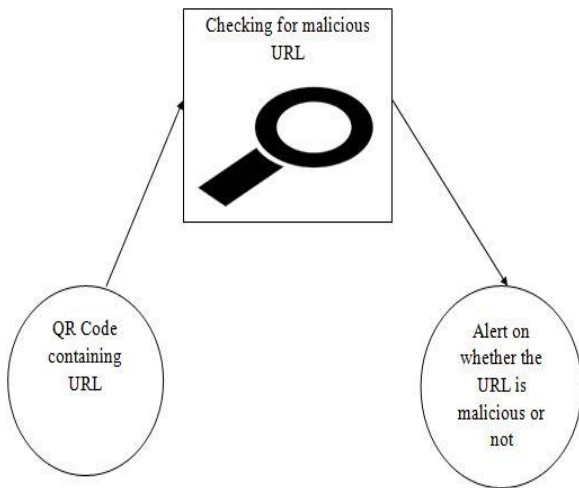 Checking for malicious
URL
QR Code
containing
URL
Alert on
whether the
URL is
malicious or
not